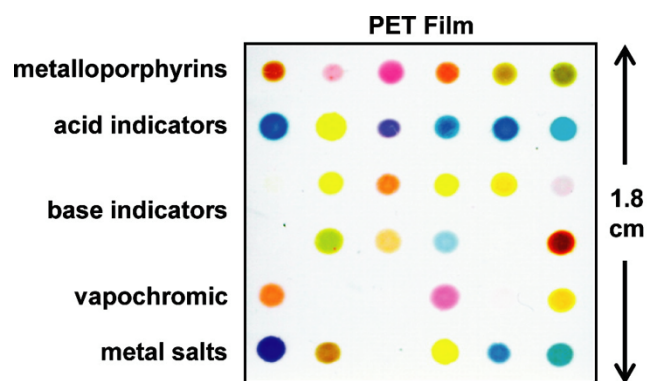 PET Film
metalloporphyrins
acid indicators
base indicators
vapochromic
metal salts
1.8
cm